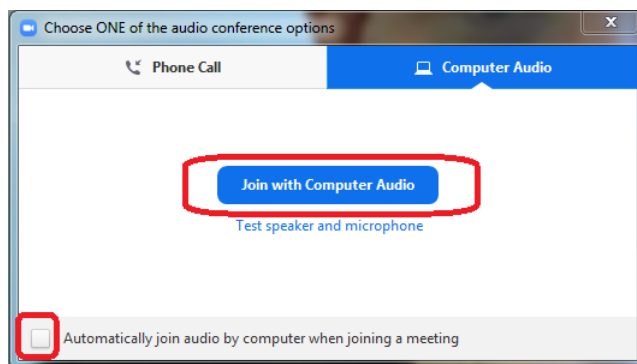 Choose ONE of the audio conference options
Phone Call
Computer Audio
Join with Computer Audio
Test speaker and microphone
Automatically join audio by computer when joining a meeting